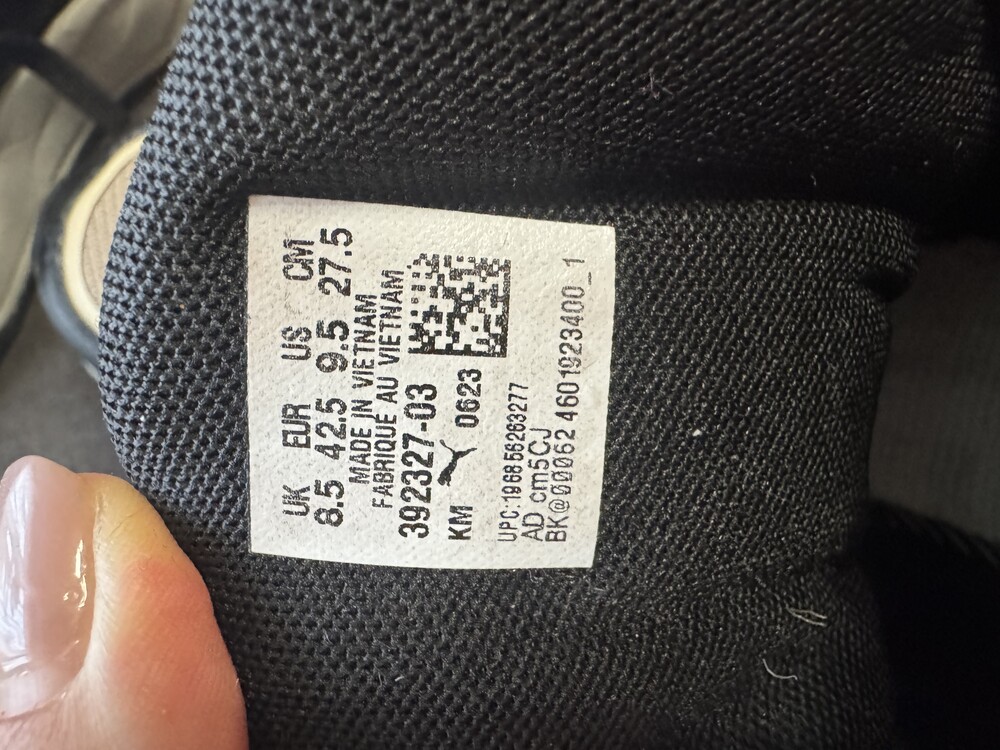 UK EUR US CM
8.5 42.5 9.5 27.5
MADE IN VIETNAM
FABRIQUE AU VIETNAM
392327-03
KM 0623
UPC:196856263277
AD cm5CJ
BK@00062 4601923400_1